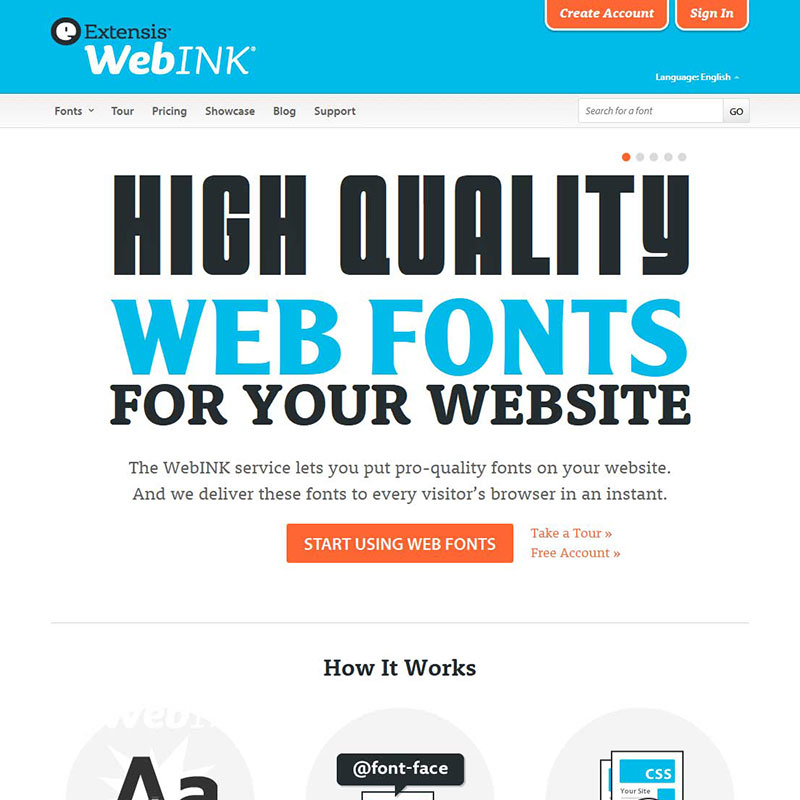 Create Account
Sign In
e Extensis™
WebINK®
Language: English
Fonts
Tour
Pricing
Showcase
Blog
Support
Search for a font
GO
HIGH QUALITY
WEB FONTS
FOR YOUR WEBSITE
The WebINK service lets you put pro-quality fonts on your website.
And we deliver these fonts to every visitor's browser in an instant.
START USING WEB FONTS
Take a Tour »
Free Account »
How It Works
Aa
@font-face
CSS
Your Site